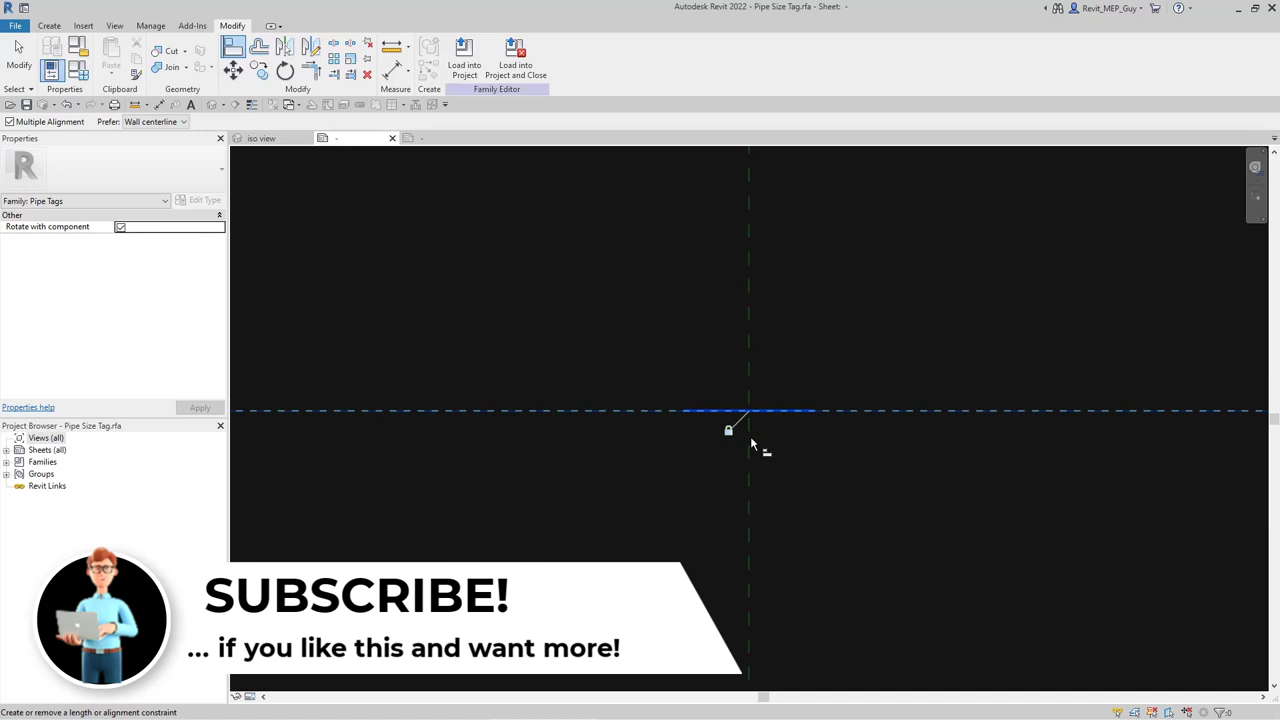 Autodesk Revit 2022 - Pipe Size Tag.rfa - Sheet: -
Revit_MEP_Guy
File Create Insert Annotate View Manage Add-Ins Modify
Modify
Paste
Cut
Join
Load into Project
Load into Project and Close
Select Properties Clipboard Geometry Modify Measure Create Family Editor
Multiple Alignment Prefer: Wall centerline
Properties
iso view
-
-
R
Family: Pipe Tags
Edit Type
Other
Rotate with component
Properties help
Apply
Project Browser - Pipe Size Tag.rfa
Views (all)
Sheets (all)
Families
Groups
Revit Links
SUBSCRIBE!
... if you like this and want more!
Create or remove a length or alignment constraint
:0